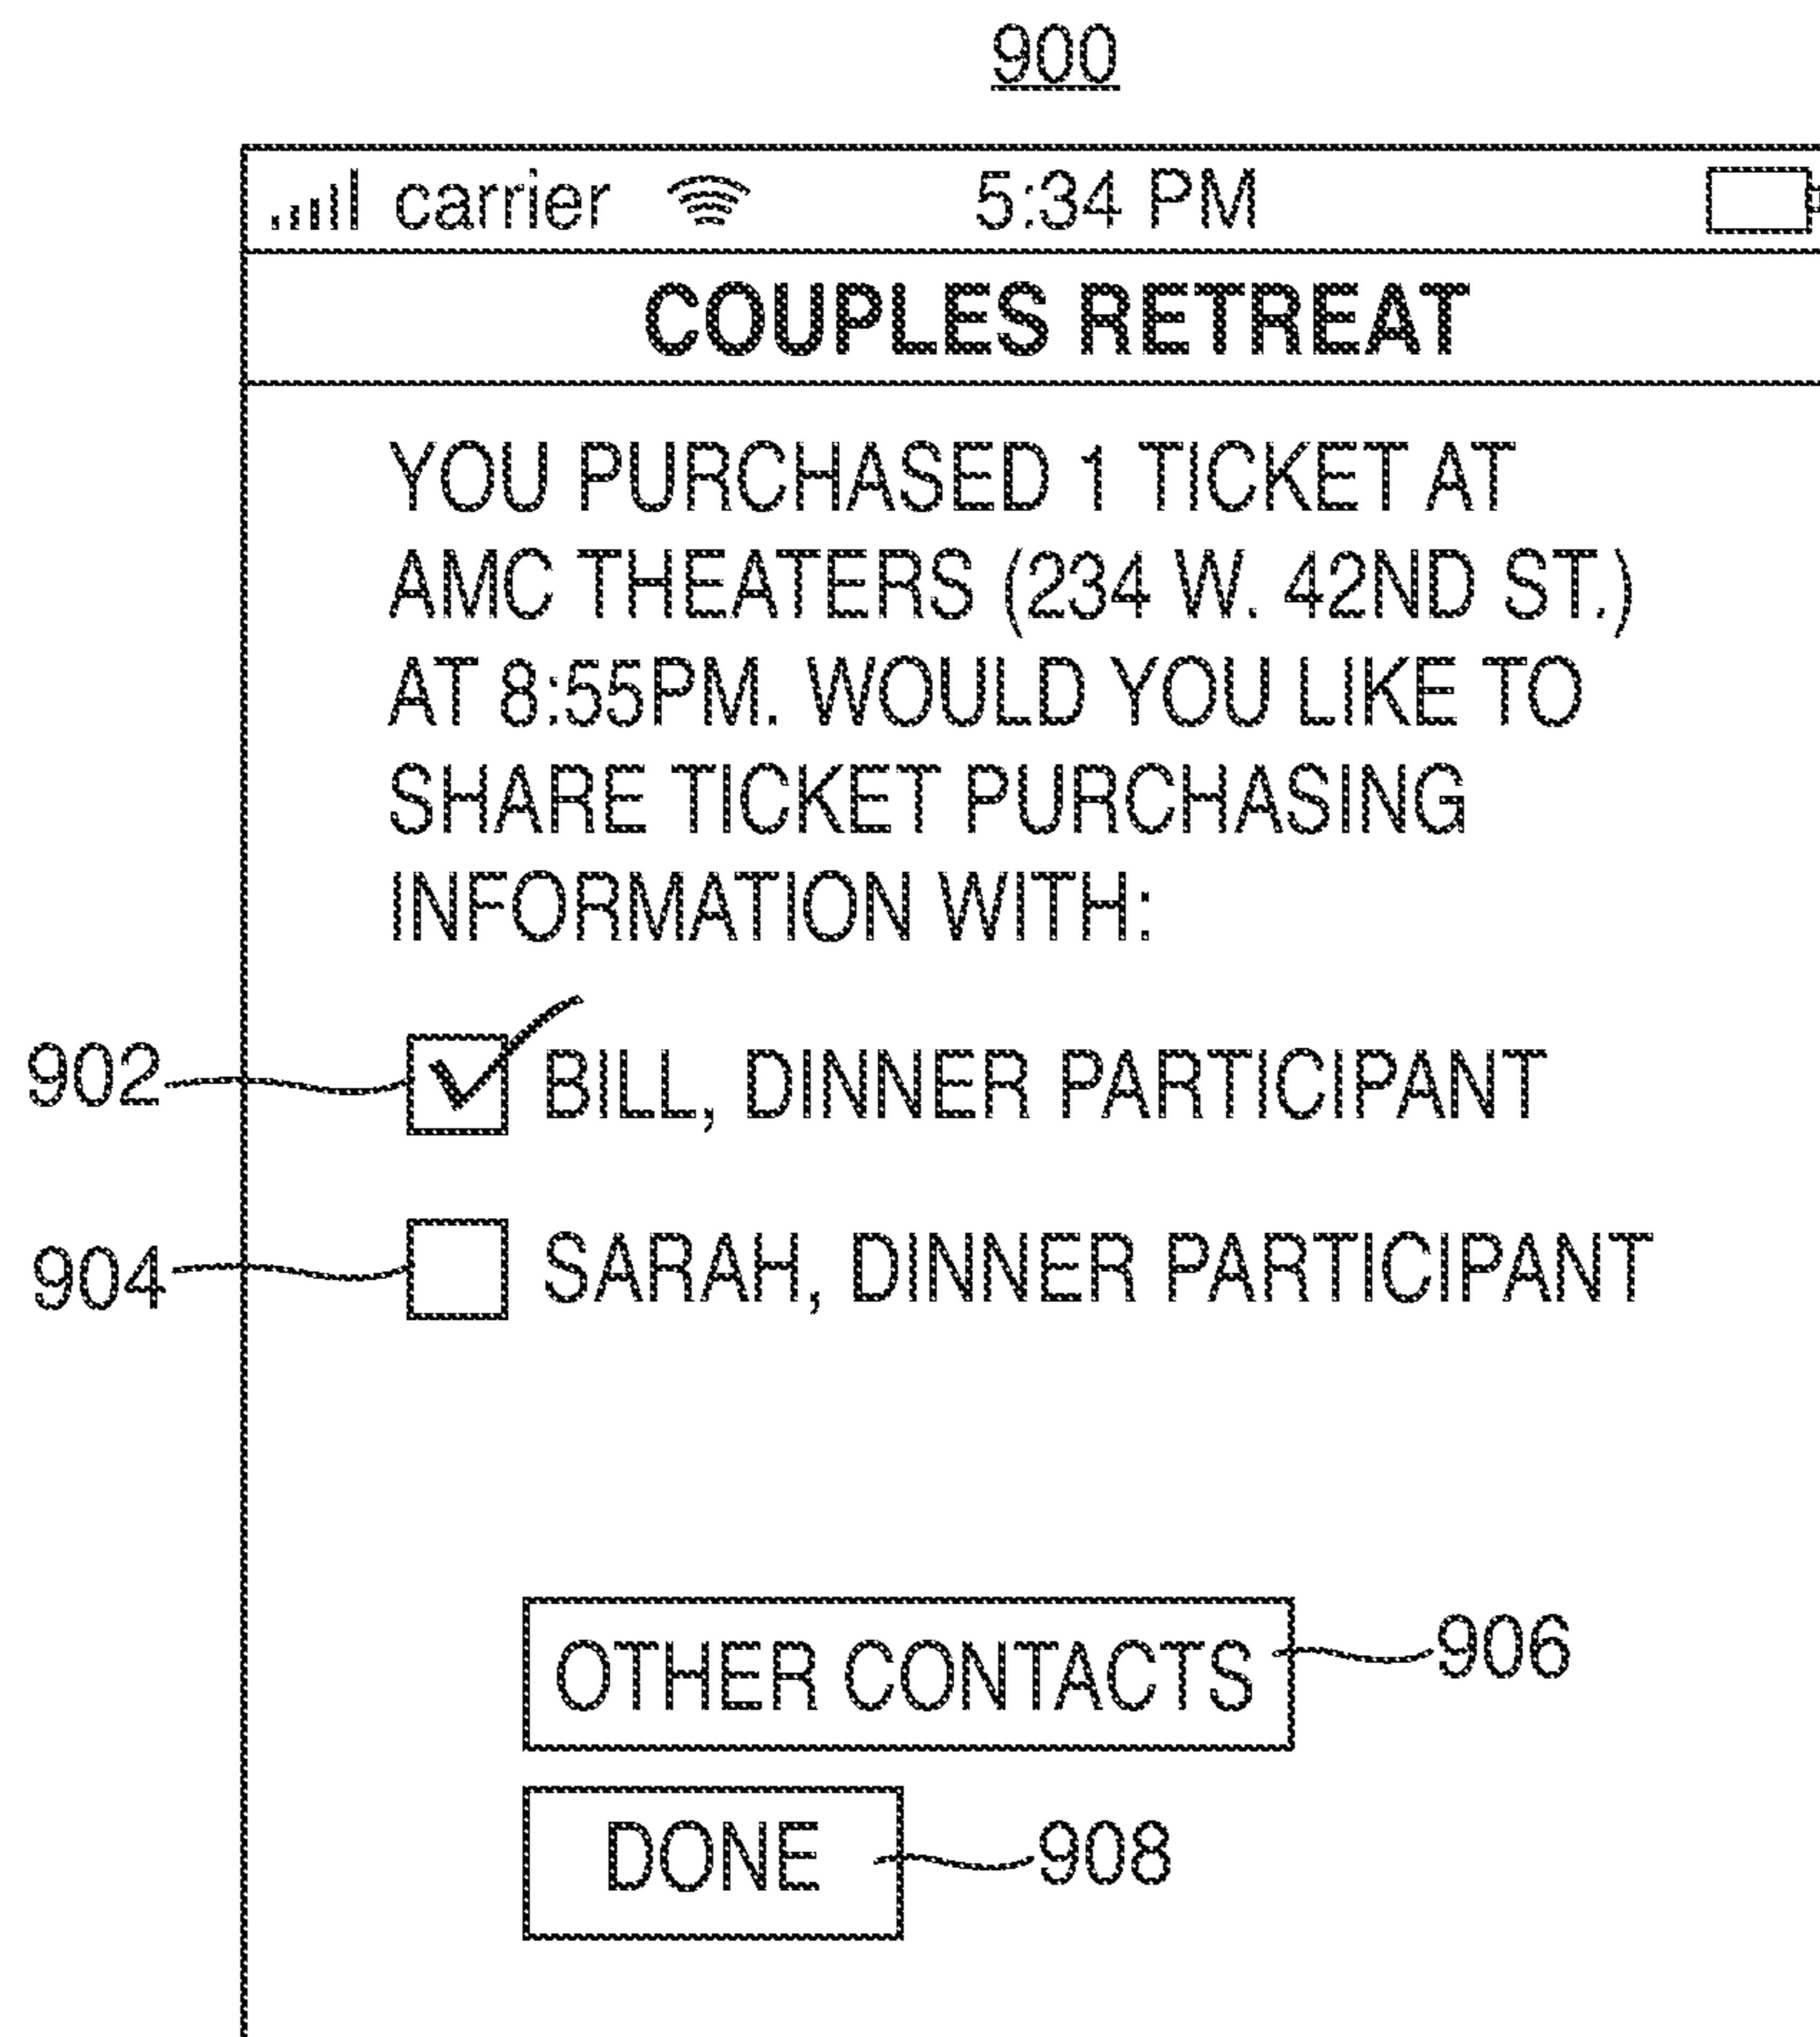 900
carrier 5:34 PM
COUPLES RETREAT
YOU PURCHASED 1 TICKET AT
AMC THEATERS (234 W. 42ND ST.)
AT 8:55PM. WOULD YOU LIKE TO
SHARE TICKET PURCHASING
INFORMATION WITH:
902 BILL, DINNER PARTICIPANT
904 SARAH, DINNER PARTICIPANT
OTHER CONTACTS 906
DONE 908